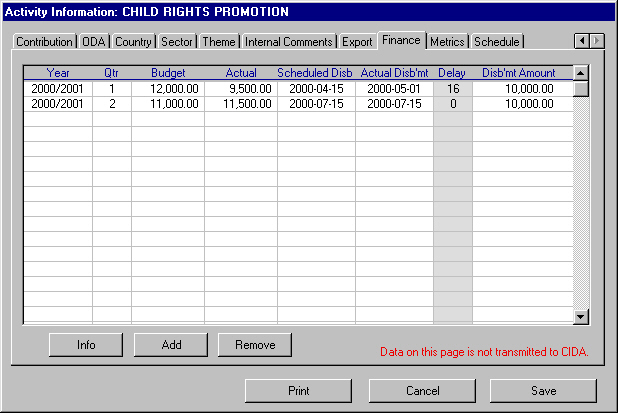 Activity Information: CHILD RIGHTS PROMOTION
Contribution ODA Country Sector Theme Internal Comments Export Finance Metrics Schedule
Year Qtr Budget Actual Scheduled Disb Actual Disb'mt Delay Disb'mt Amount
2000/2001 1 12,000.00 9,500.00 2000-04-15 2000-05-01 16 10,000.00
2000/2001 2 11,000.00 11,500.00 2000-07-15 2000-07-15 0 10,000.00
Info Add Remove
Data on this page is not transmitted to CIDA.
Print Cancel Save